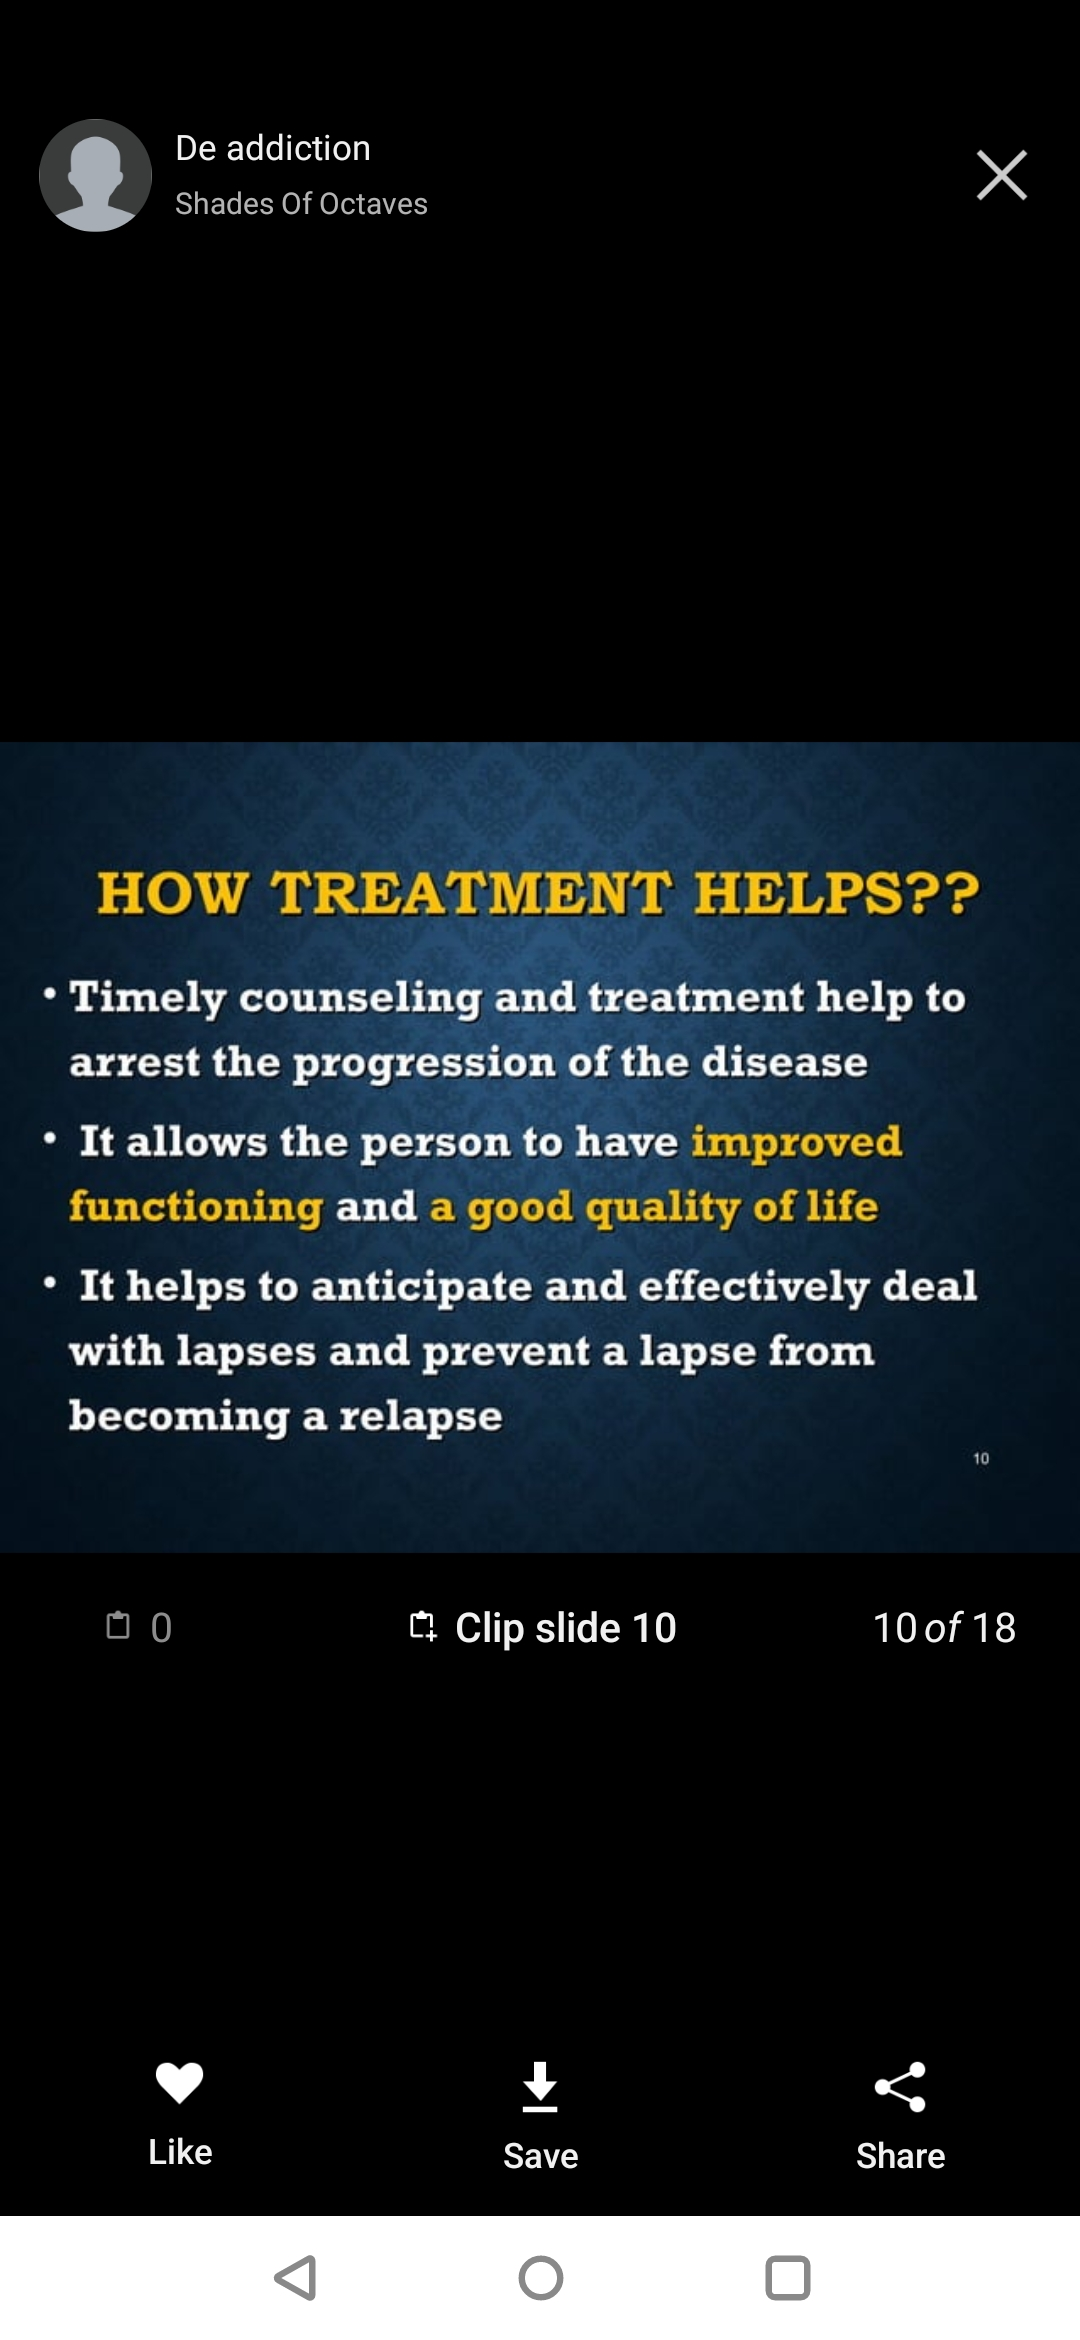 De addiction
Shades Of Octaves
HOW TREATMENT HELPS??
• Timely counseling and treatment help to
arrest the progression of the disease
• It allows the person to have improved
functioning and a good quality of life
• It helps to anticipate and effectively deal
with lapses and prevent a lapse from
becoming a relapse
10
0
Clip slide 10
10 of 18
Like
Save
Share